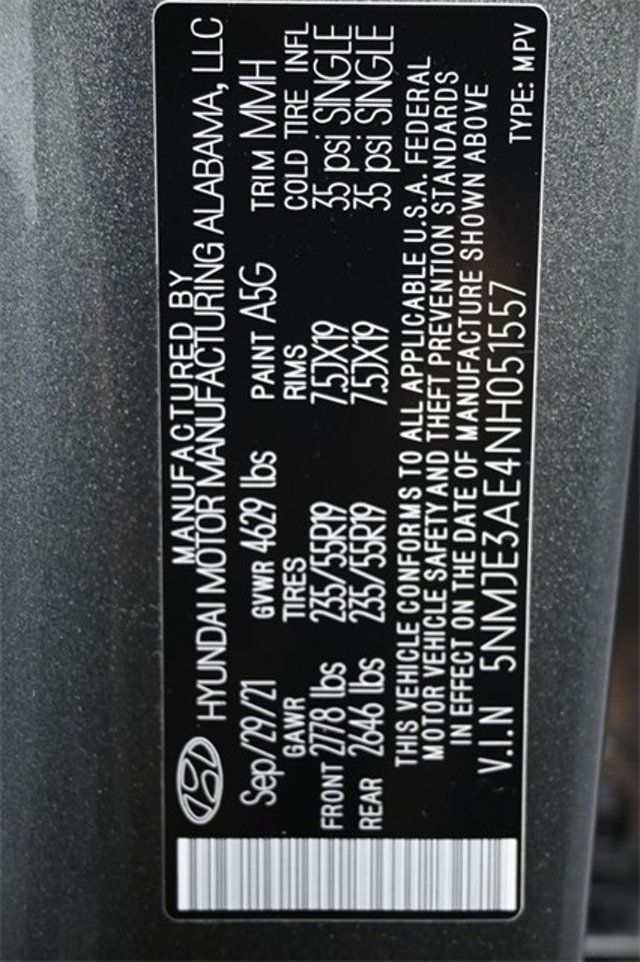 MANUFACTURED BY
HYUNDAI MOTOR MANUFACTURING ALABAMA, LLC
Sep/29/21 GVWR 4629 lbs PAINT A5G TRIM MMH
GAWR TIRES RIMS COLD TIRE INFL
FRONT 2778 lbs 235/55R19 7.5JX19 35 psi SINGLE
REAR 2646 lbs 235/55R19 7.5JX19 35 psi SINGLE
THIS VEHICLE CONFORMS TO ALL APPLICABLE U.S.A. FEDERAL
MOTOR VEHICLE SAFETY AND THEFT PREVENTION STANDARDS
IN EFFECT ON THE DATE OF MANUFACTURE SHOWN ABOVE
V.I.N 5NMJE3AE4NH051557 TYPE: MPV